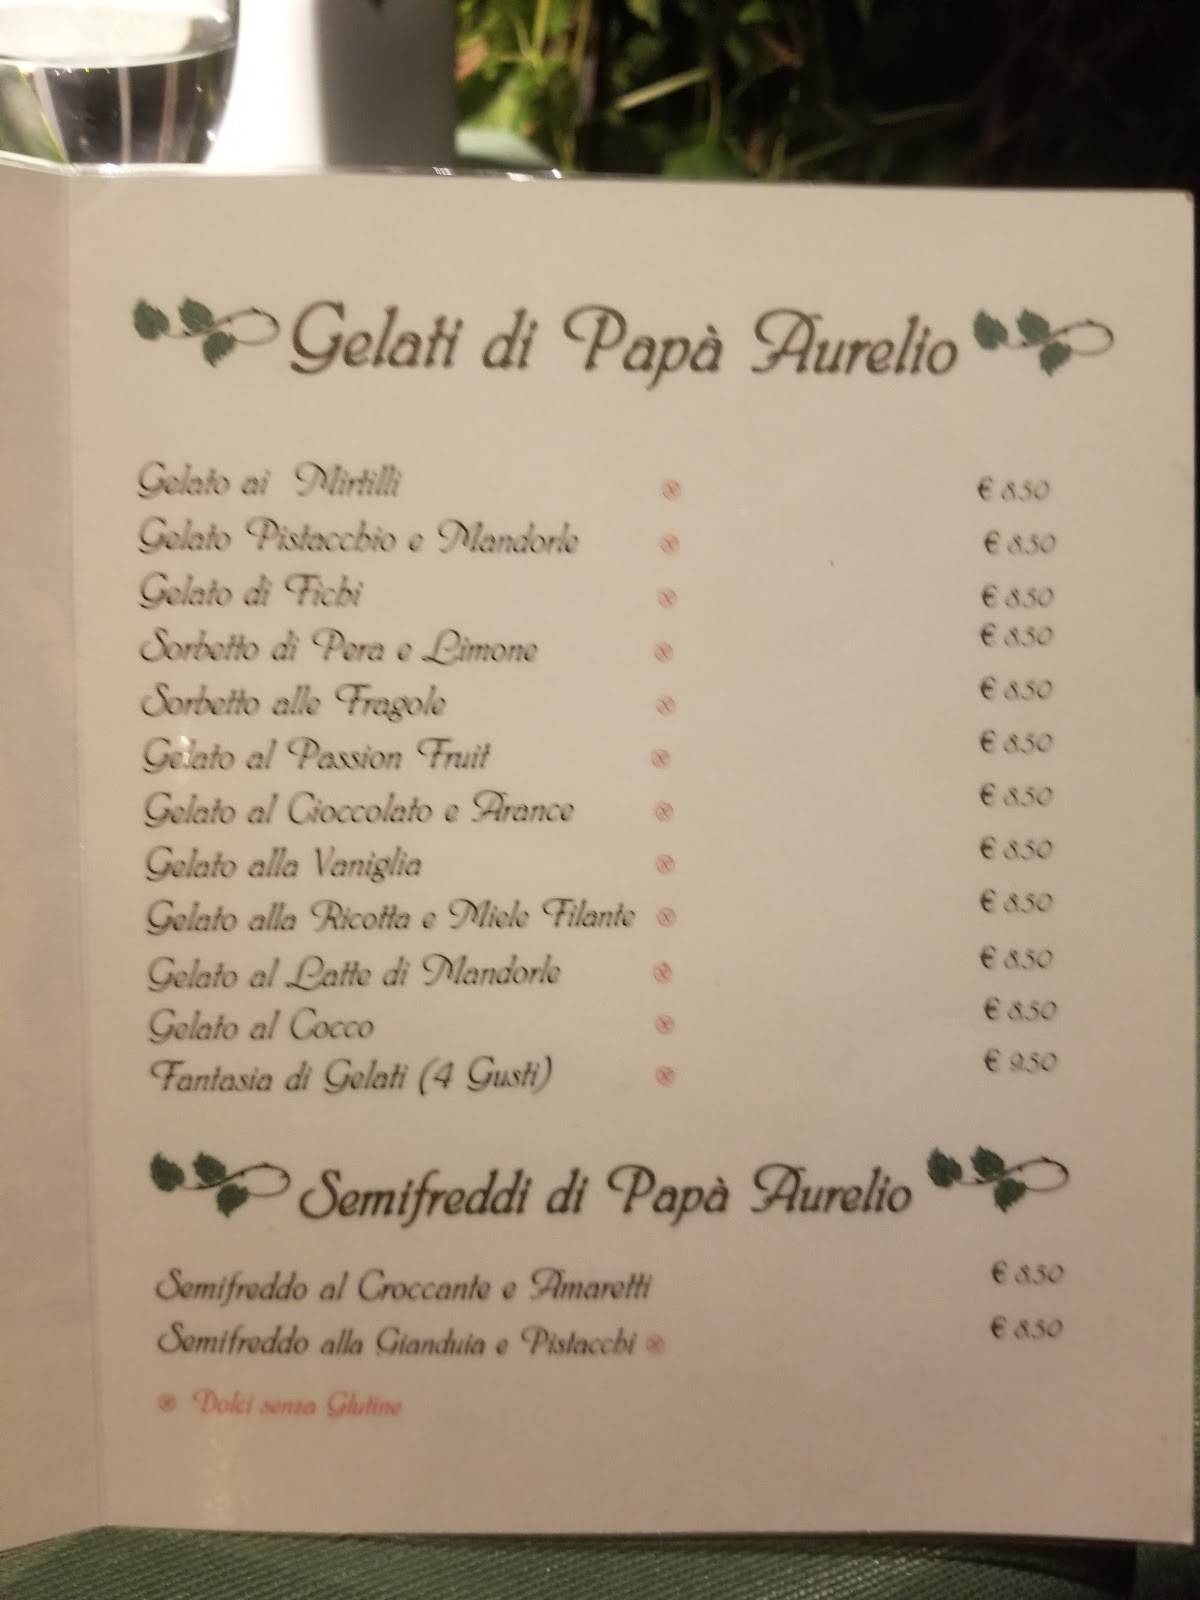 Gelati di Papà Aurelio
Gelato ai Mirtilli ⊗ € 8.50
Gelato Pistacchio e Mandorle ⊗ € 8.50
Gelato di Fichi ⊗ € 8.50
Sorbetto di Pera e Limone ⊗ € 8.50
Sorbetto alle Fragole ⊗ € 8.50
Gelato al Passion Fruit ⊗ € 8.50
Gelato al Cioccolato e Arance ⊗ € 8.50
Gelato alla Vaniglia ⊗ € 8.50
Gelato alla Ricotta e Miele Filante ⊗ € 8.50
Gelato al Latte di Mandorle ⊗ € 8.50
Gelato al Cocco ⊗ € 8.50
Fantasia di Gelati (4 Gusti) ⊗ € 9.50
Semifreddi di Papà Aurelio
Semifreddo al Croccante e Amaretti € 8.50
Semifreddo alla Gianduia e Pistacchi ⊗ € 8.50
⊗ Dolci senza Glutine